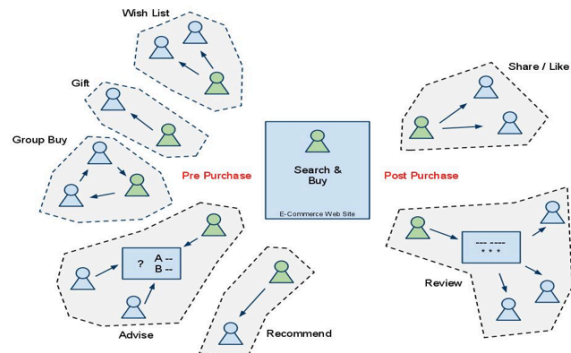 Wish List
Share / Like
Gift
Group Buy
Pre Purchase
Search &
Buy
Post Purchase
E-Commerce Web Site
? A --
B --
--- ----
- - -
Review
Advise
Recommend